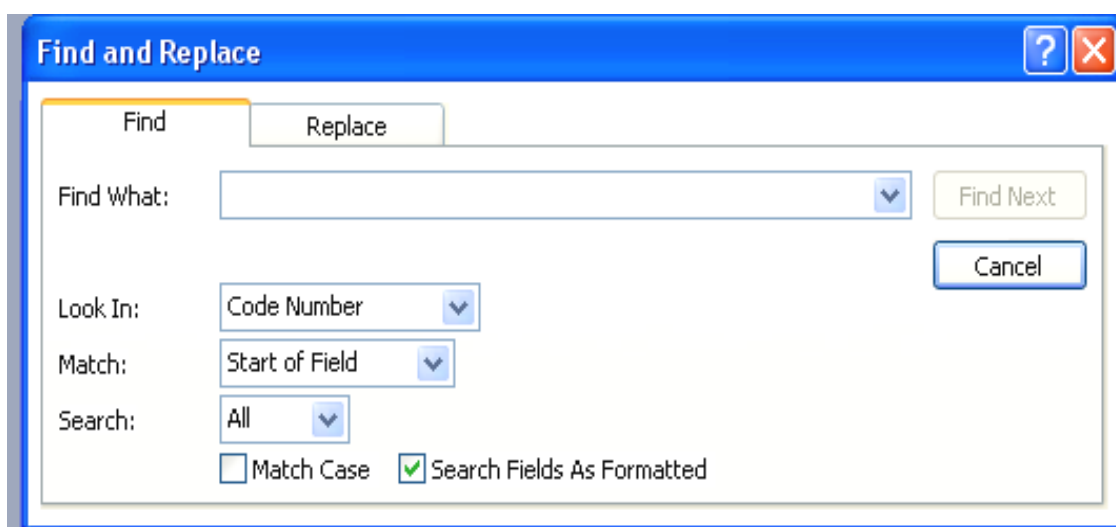 Find and Replace
Find Replace
Find What: Find Next
Cancel
Look In: Code Number
Match: Start of Field
Search: All
Match Case Search Fields As Formatted